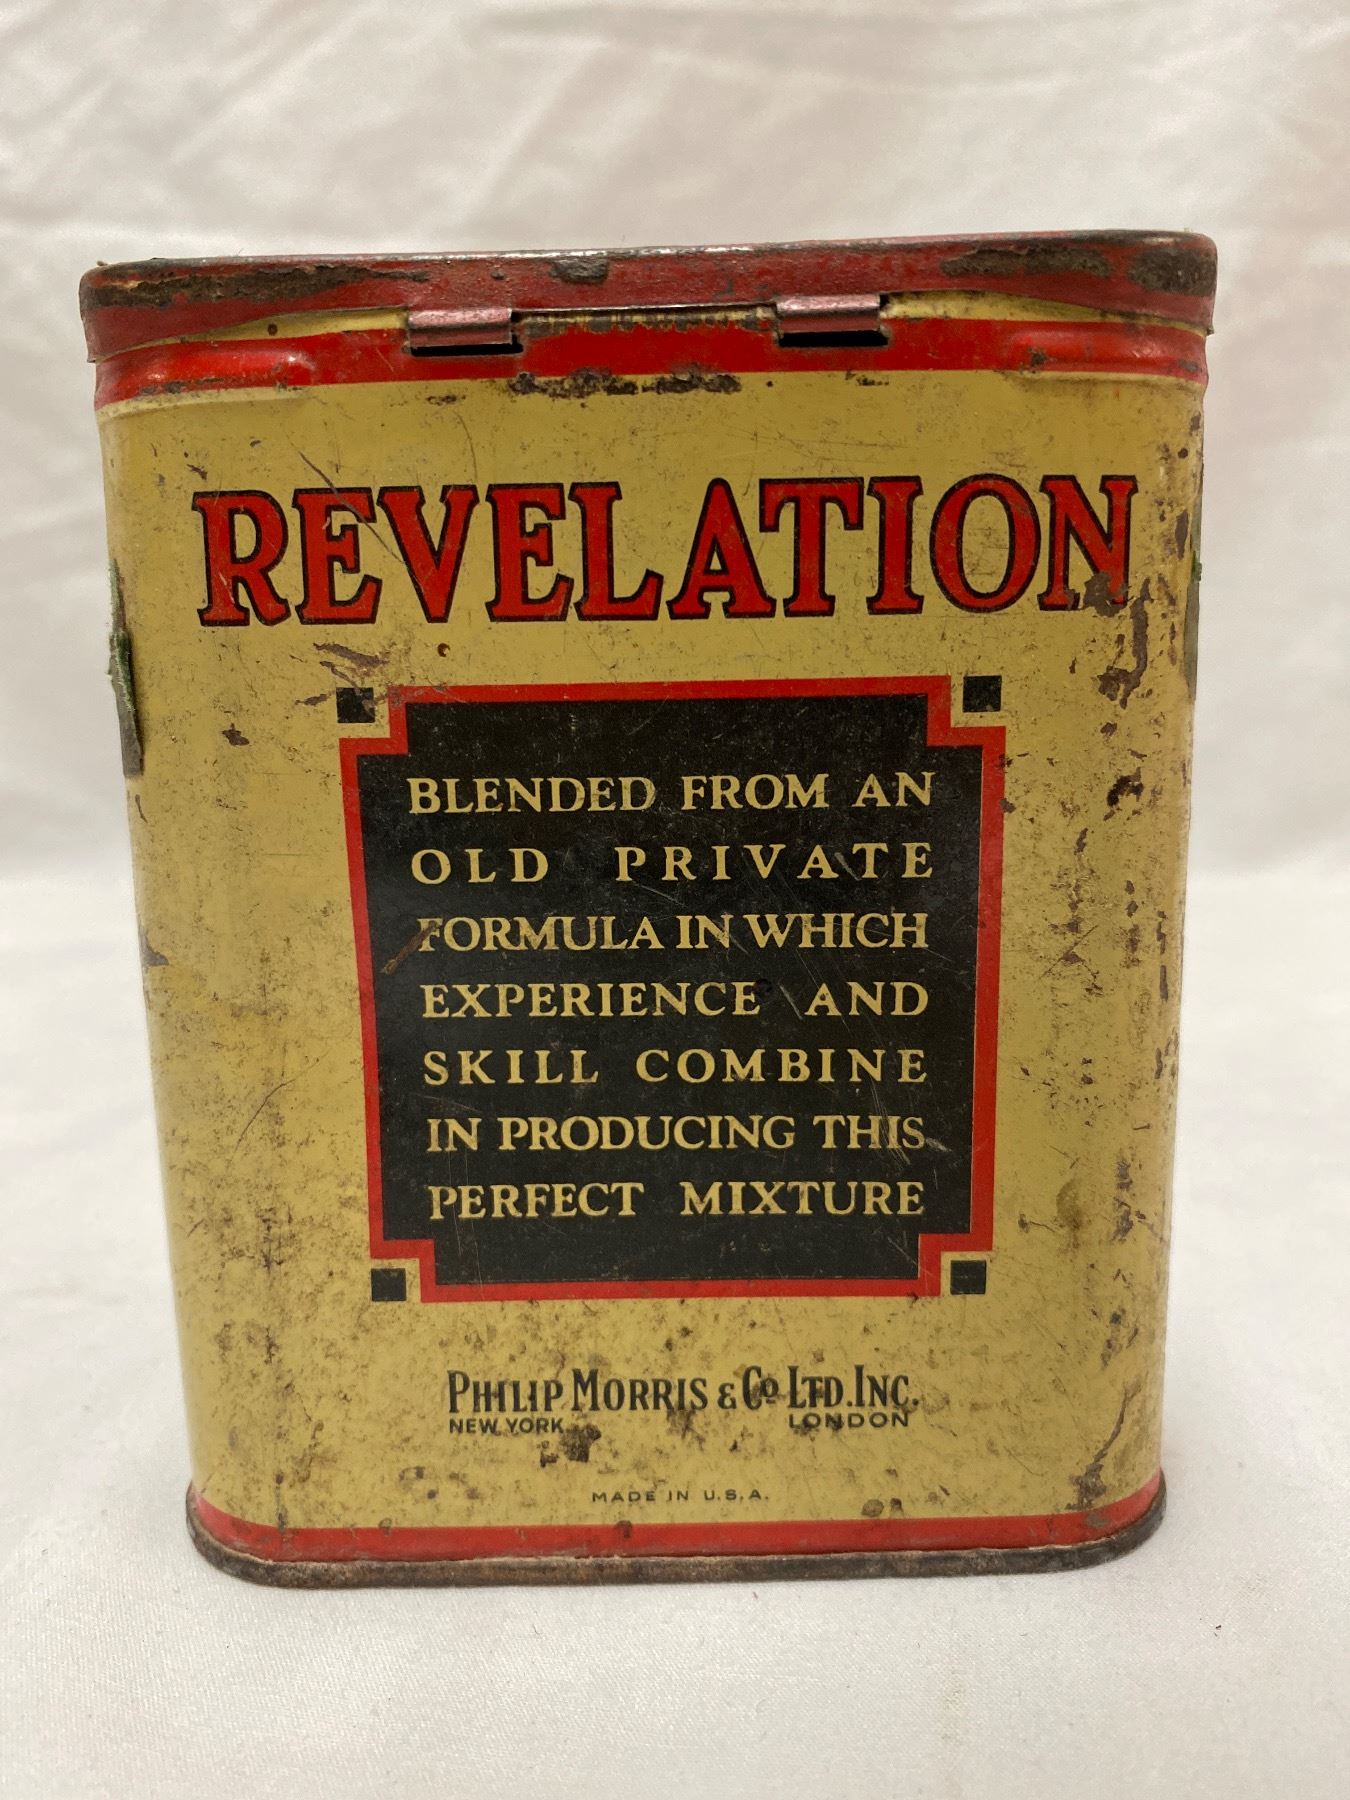 REVELATION
BLENDED FROM AN
OLD PRIVATE
FORMULA IN WHICH
EXPERIENCE AND
SKILL COMBINE
IN PRODUCING THIS
PERFECT MIXTURE
PHILIP MORRIS & Co LTD. INC.
NEW YORK LONDON
MADE IN U.S.A.